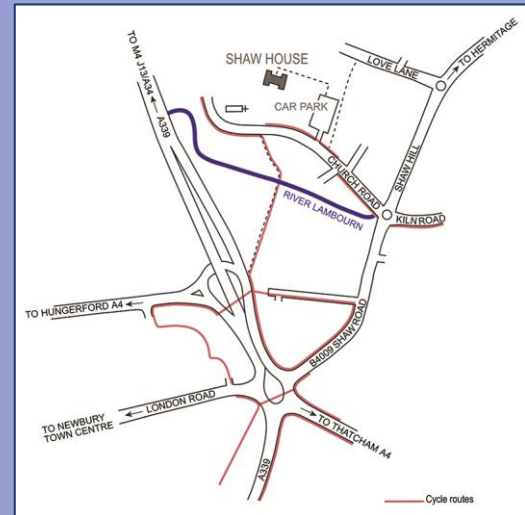 TO M4 J13/A34
A339
SHAW HOUSE
CAR PARK
LOVE LANE
TO HERMITAGE
SHAW HILL
CHURCH ROAD
RIVER LAMBOURN
KILN ROAD
TO HUNGERFORD A4
B4009 SHAW ROAD
LONDON ROAD
TO NEWBURY
TOWN CENTRE
TO THATCHAM A4
A339
Cycle routes